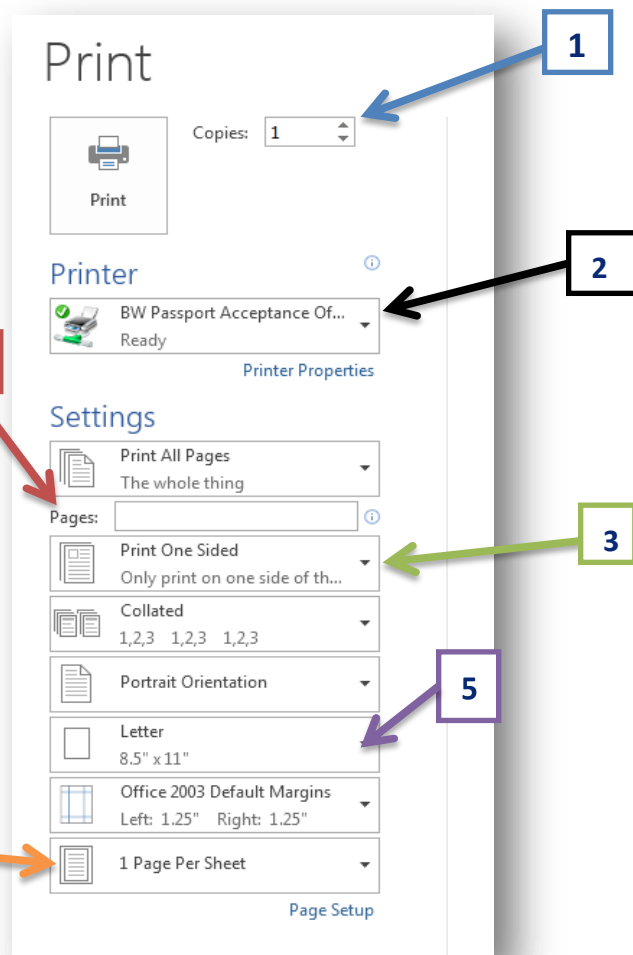 Print
1
Copies: 1
Print
Printer
2
BW Passport Acceptance Of...
Ready
Printer Properties
Settings
Print All Pages
The whole thing
Pages:
Print One Sided
3
Only print on one side of th...
Collated
1,2,3 1,2,3 1,2,3
Portrait Orientation
5
Letter
8.5" x 11"
Office 2003 Default Margins
Left: 1.25" Right: 1.25"
1 Page Per Sheet
Page Setup